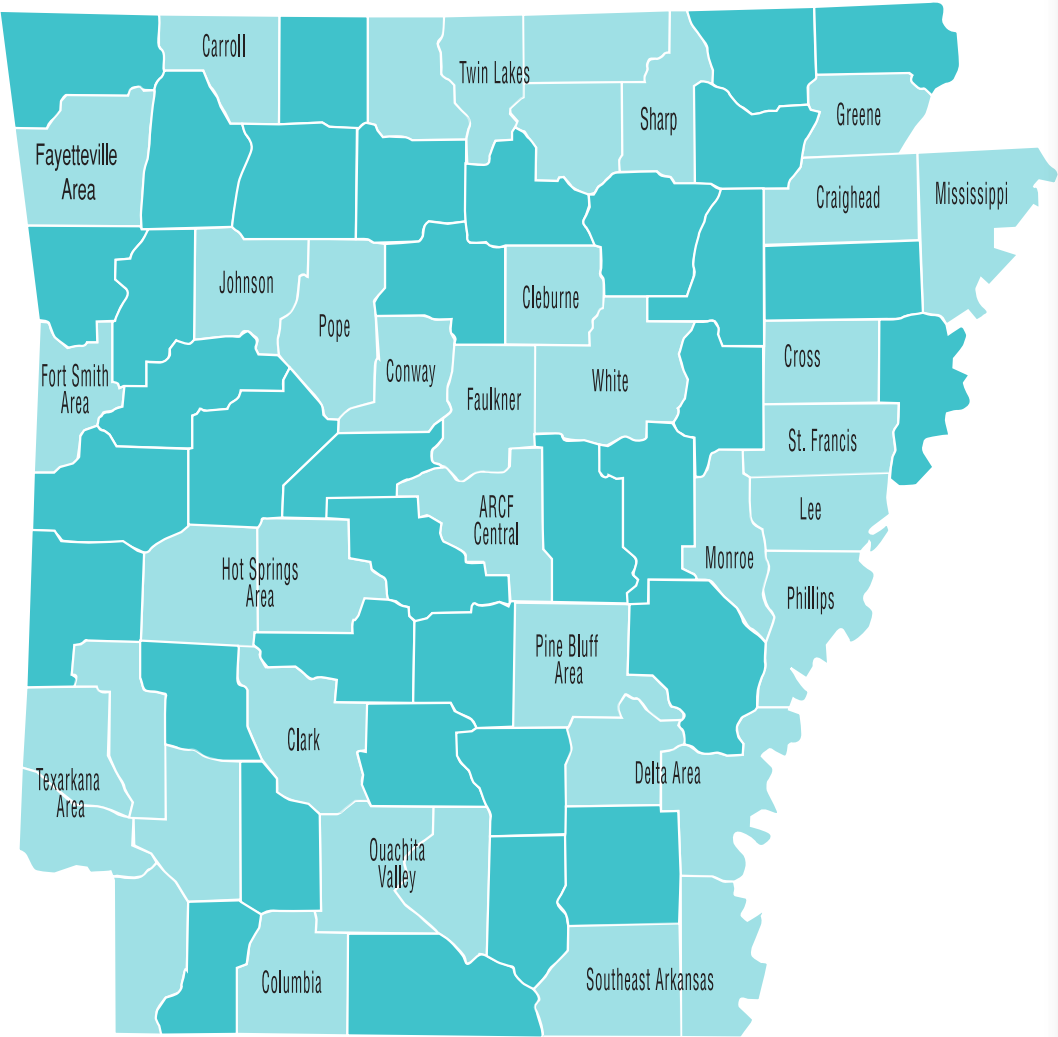 Carroll
Twin Lakes
Sharp
Greene
Fayetteville
Area
Craighead
Mississippi
Johnson
Pope
Cleburne
Conway
Cross
Fort Smith
Area
Faulkner
White
St. Francis
ARCF
Central
Lee
Hot Springs
Area
Monroe
Phillips
Pine Bluff
Area
Clark
Texarkana
Area
Delta Area
Ouachita
Valley
Columbia
Southeast Arkansas